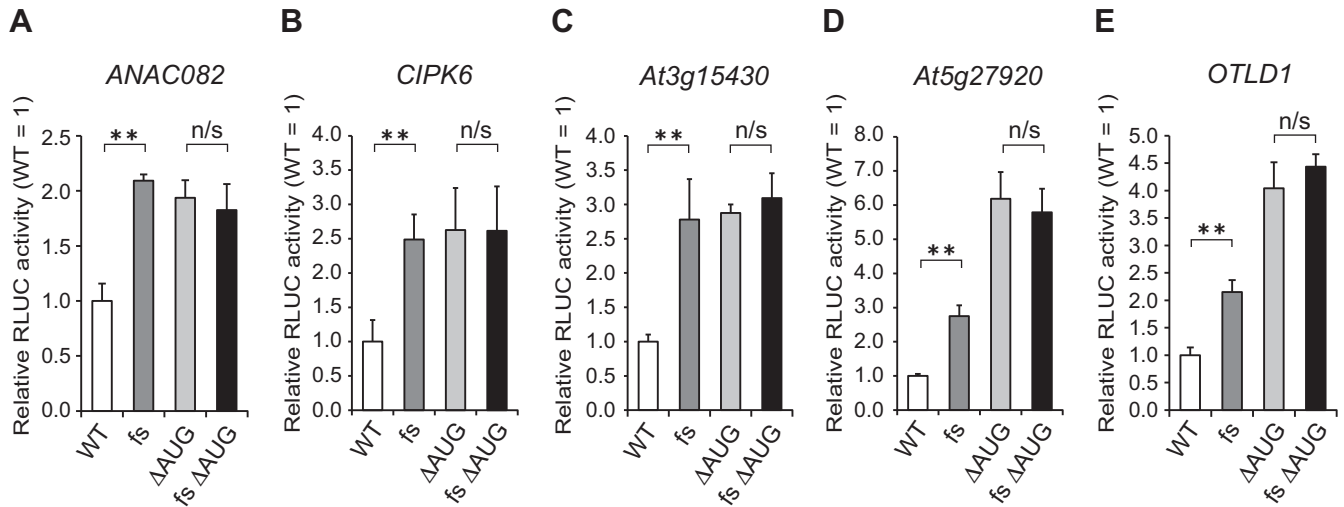 A
ANAC082
Relative RLUC activity (WT = 1)
2.5
2.0
1.5
1.0
0.5
0.0
**
n/s
WT
fs
ΔAUG
fs ΔAUG
B
CIPK6
Relative RLUC activity (WT = 1)
4.0
3.5
3.0
2.5
2.0
1.5
1.0
0.5
0.0
**
n/s
WT
fs
ΔAUG
fs ΔAUG
C
At3g15430
Relative RLUC activity (WT = 1)
4.0
3.5
3.0
2.5
2.0
1.5
1.0
0.5
0.0
**
n/s
WT
fs
ΔAUG
fs ΔAUG
D
At5g27920
Relative RLUC activity (WT = 1)
8.0
7.0
6.0
5.0
4.0
3.0
2.0
1.0
0.0
**
n/s
WT
fs
ΔAUG
fs ΔAUG
E
OTLD1
Relative RLUC activity (WT = 1)
5.0
4.5
4.0
3.5
3.0
2.5
2.0
1.5
1.0
0.5
0.0
**
n/s
WT
fs
ΔAUG
fs ΔAUG